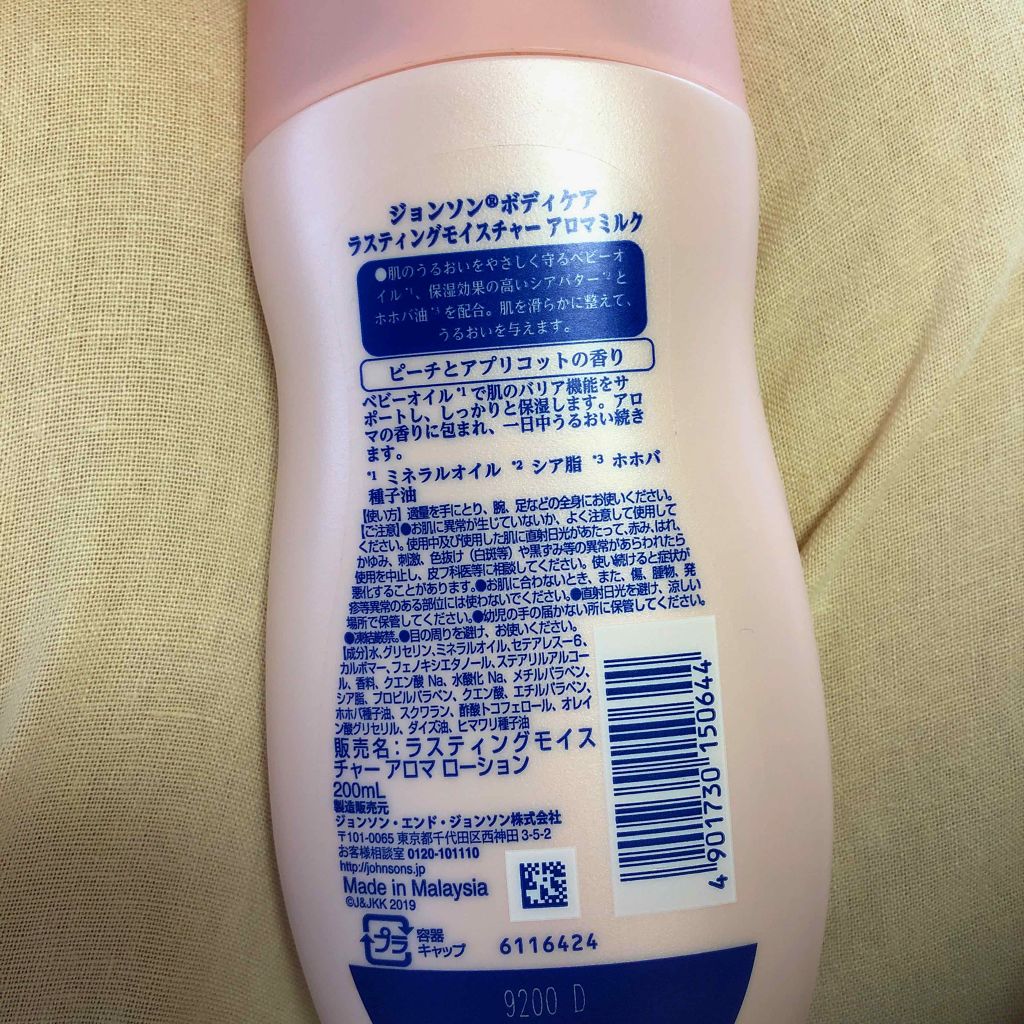 ジョンソン®ボディケア
ラスティングモイスチャー アロマミルク
●肌のうるおいをやさしく守るベビーオ
イル*1、保湿効果の高いシアバター*2と
ホホバ油*3を配合。肌を滑らかに整えて、
うるおいを与えます。
ピーチとアプリコットの香り
ベビーオイル*1で肌のバリア機能をサ
ポートし、しっかりと保湿します。アロ
マの香りに包まれ、一日中うるおい続き
ます。
*1 ミネラルオイル *2 シア脂 *3 ホホバ
種子油
【使い方】適量を手にとり、腕、足などの全身にお使いください。
【ご注意】●お肌に異常が生じていないか、よく注意して使用して
ください。使用中及び使用した肌に直射日光があたって、赤み、はれ、
かゆみ、刺激、色抜け（白斑等）や黒ずみ等の異常があらわれたら
使用を中止し、皮フ科医等に相談してください。使い続けると症状が
悪化することがあります。●お肌に合わないとき、また、傷、腫物、発
疹等異常のある部位には使わないでください。●直射日光を避け、涼しい
場所で保管してください。●幼児の手の届かない所に保管してください。
●凍結厳禁。●目の周りを避け、お使いください。
【成分】水、グリセリン、ミネラルオイル、セテアレス－6、
カルボマー、フェノキシエタノール、ステアリルアルコー
ル、香料、クエン酸 Na、水酸化 Na、メチルパラベン、
シア脂、プロピルパラベン、クエン酸、エチルパラベン、
ホホバ種子油、スクワラン、酢酸トコフェロール、オレイ
ン酸グリセリル、ダイズ油、ヒマワリ種子油
販売名：ラスティングモイス
チャー アロマ ローション
200mL
製造販売元
ジョンソン・エンド・ジョンソン株式会社
〒101-0065 東京都千代田区西神田 3-5-2
お客様相談室 0120-101110
http://johnsons.jp
Made in Malaysia
©J&JKK 2019
プラ 容器
キャップ
6116424
4 901730 150644
9200 D